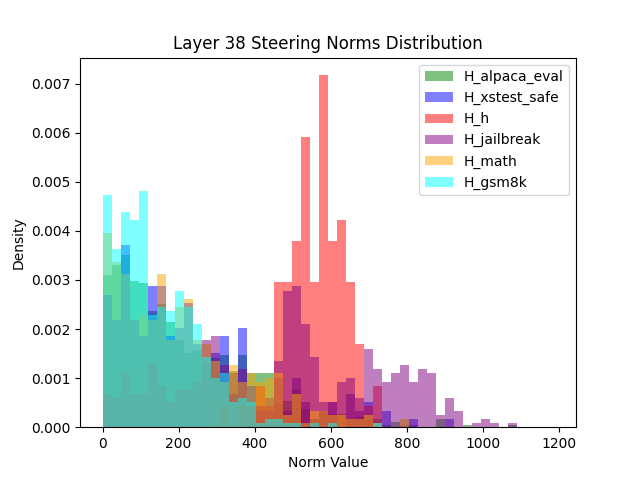 Layer 38 Steering Norms Distribution
H_alpaca_eval
H_xstest_safe
H_h
H_jailbreak
H_math
H_gsm8k
0.007
0.006
0.005
0.004
0.003
0.002
0.001
0.000
Density
0 200 400 600 800 1000 1200
Norm Value